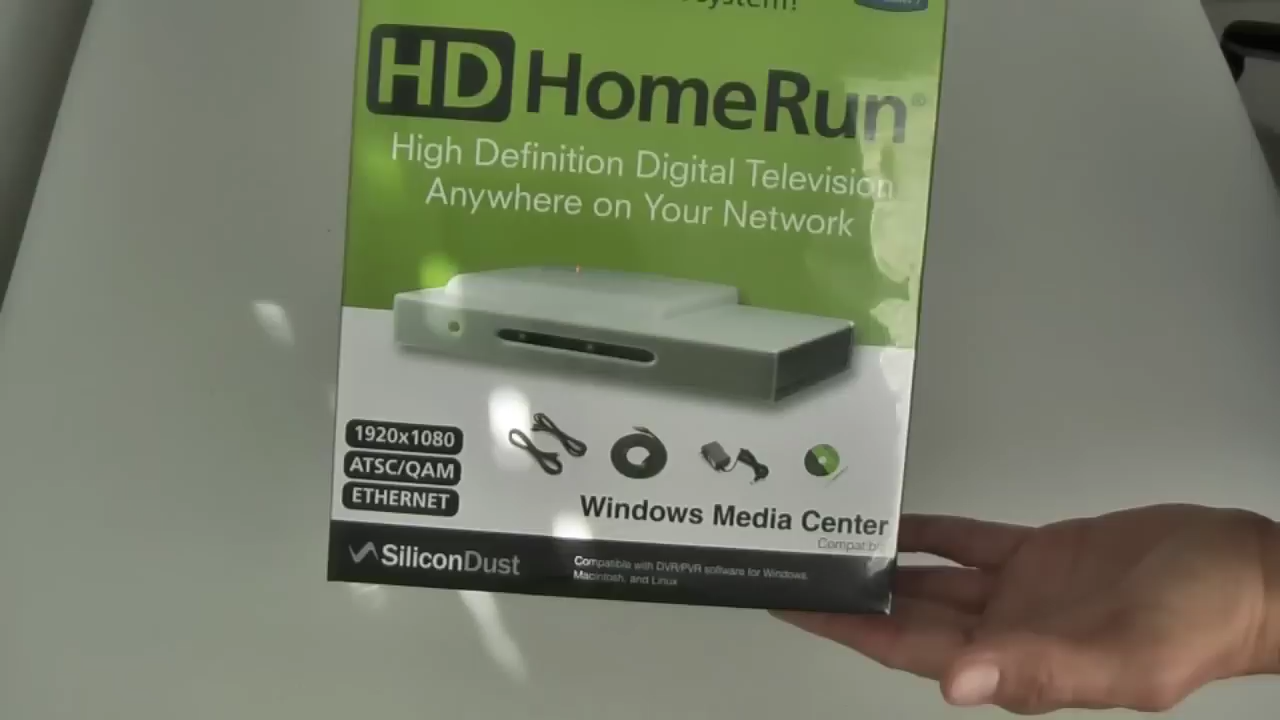 system!
HD HomeRun®
High Definition Digital Television
Anywhere on Your Network
1920x1080
ATSC/QAM
ETHERNET
Windows Media Center
SiliconDust
Compatible with DVR/PVR software for Windows,
Macintosh, and Linux